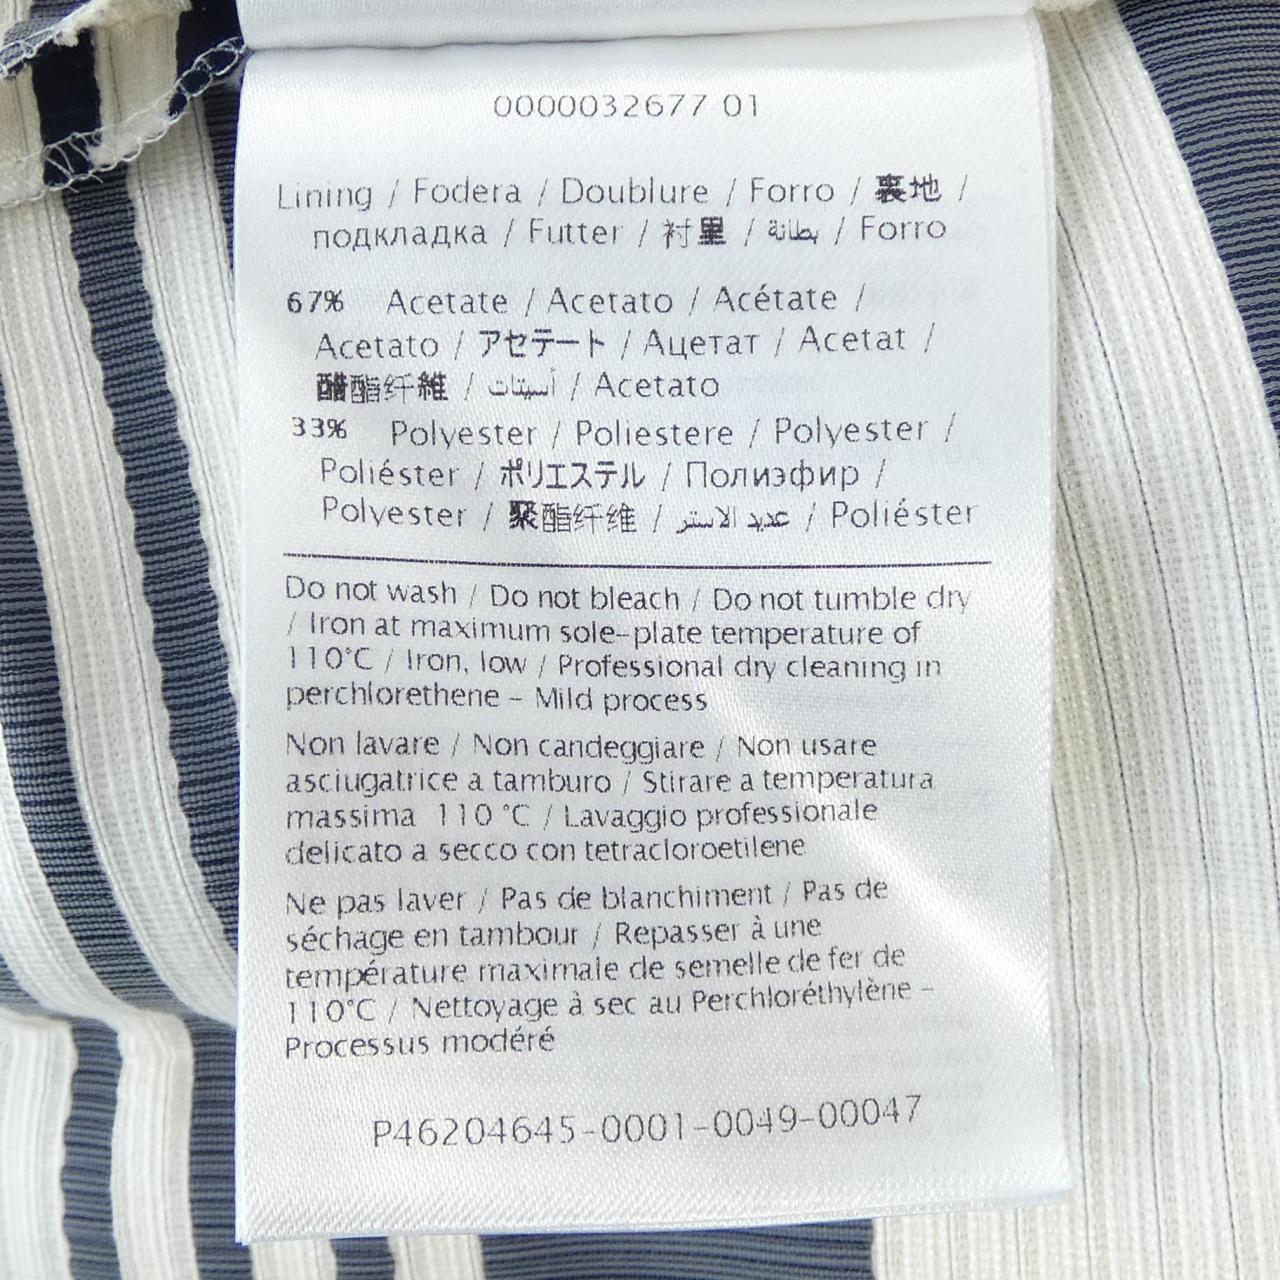 0000032677 01
Lining / Fodera / Doublure / Forro / 裏地 /
подкладка / Futter / 衬里 / بطانة / Forro
67% Acetate / Acetato / Acétate /
Acetato / アセテート / Ацетат / Acetat /
醋酯纤維 / أسيتات / Acetato
33% Polyester / Poliestere / Polyester /
Poliéster / ポリエステル / Полиэфир /
Polyester / 聚酯纤维 / عديد الاستر / Poliéster
Do not wash / Do not bleach / Do not tumble dry
/ Iron at maximum sole-plate temperature of
110°C / Iron, low / Professional dry cleaning in
perchlorethene - Mild process
Non lavare / Non candeggiare / Non usare
asciugatrice a tamburo / Stirare a temperatura
massima 110 °C / Lavaggio professionale
delicato a secco con tetracloroetilene
Ne pas laver / Pas de blanchiment / Pas de
séchage en tambour / Repasser à une
température maximale de semelle de fer de
110°C / Nettoyage à sec au Perchloréthylène -
Processus modéré
P46204645-0001-0049-00047